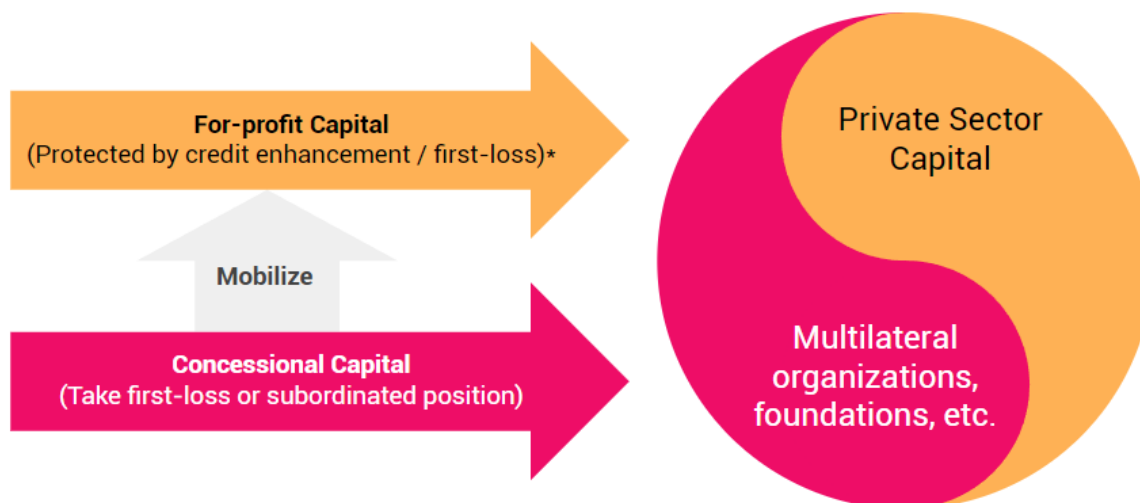 For-profit Capital
(Protected by credit enhancement / first-loss)*
Mobilize
Concessional Capital
(Take first-loss or subordinated position)
Private Sector
Capital
Multilateral
organizations,
foundations, etc.